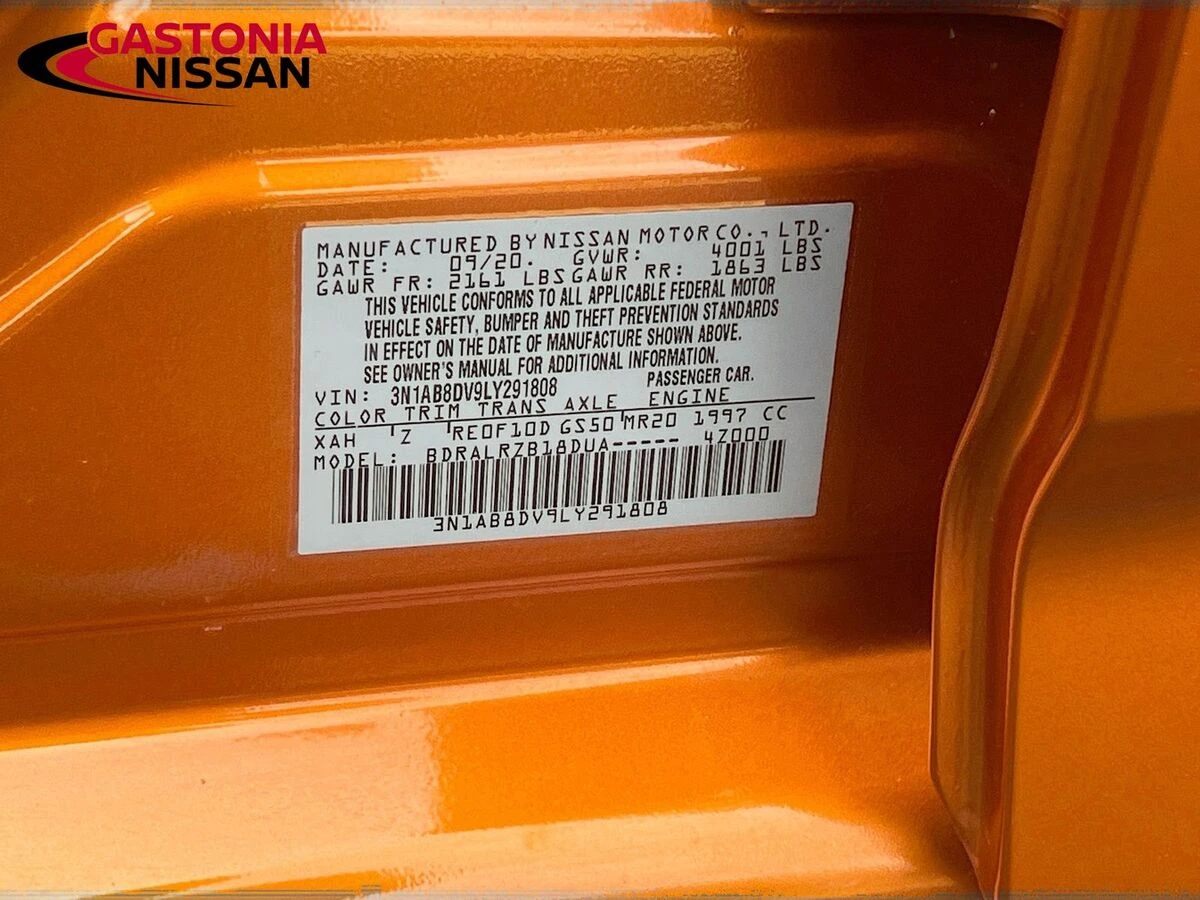 GASTONIA
NISSAN
MANUFACTURED BY NISSAN MOTOR CO., LTD.
DATE: 09/20. GVWR: 4001 LBS
GAWR FR: 2161 LBS GAWR RR: 1863 LBS
THIS VEHICLE CONFORMS TO ALL APPLICABLE FEDERAL MOTOR
VEHICLE SAFETY, BUMPER AND THEFT PREVENTION STANDARDS
IN EFFECT ON THE DATE OF MANUFACTURE SHOWN ABOVE.
SEE OWNER'S MANUAL FOR ADDITIONAL INFORMATION.
VIN: 3N1AB8DV9LY291808 PASSENGER CAR.
COLOR TRIM TRANS AXLE ENGINE
XAH Z RE0F10D GS50 MR20 1997 CC
MODEL: BDRALRZB18DUA----- 4Z000
3N1AB8DV9LY291808